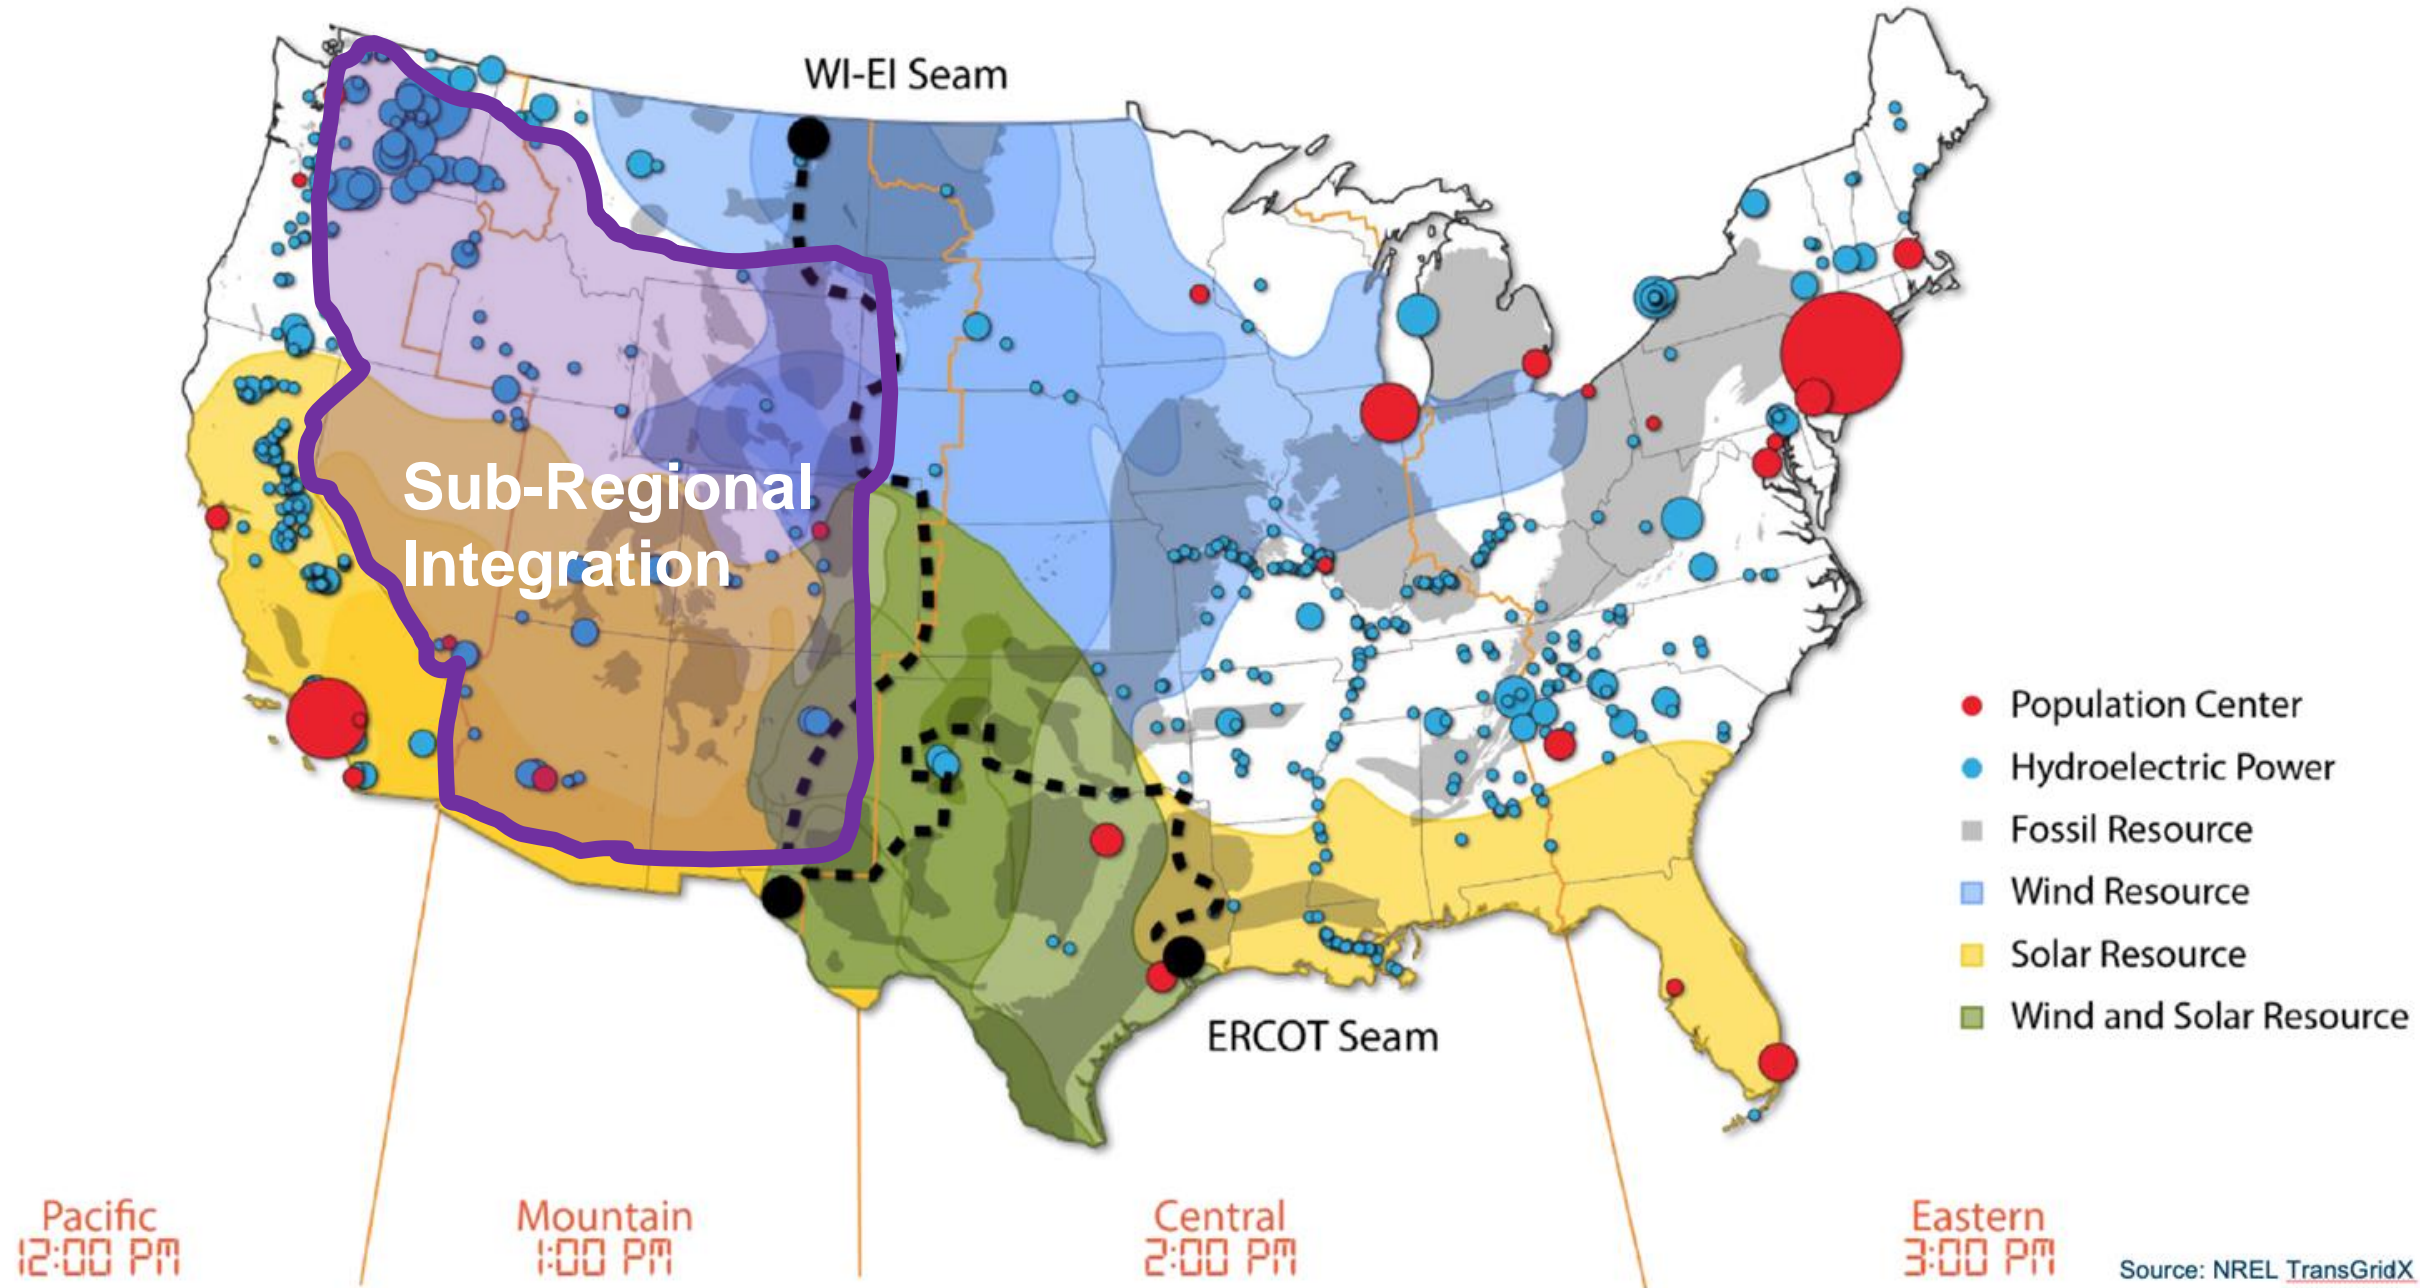 WI-EI Seam
Sub-Regional
Integration
Population Center
Hydroelectric Power
Fossil Resource
Wind Resource
Solar Resource
Wind and Solar Resource
ERCOT Seam
Pacific
12:00 PM
Mountain
1:00 PM
Central
2:00 PM
Eastern
3:00 PM
Source: NREL TransGridX